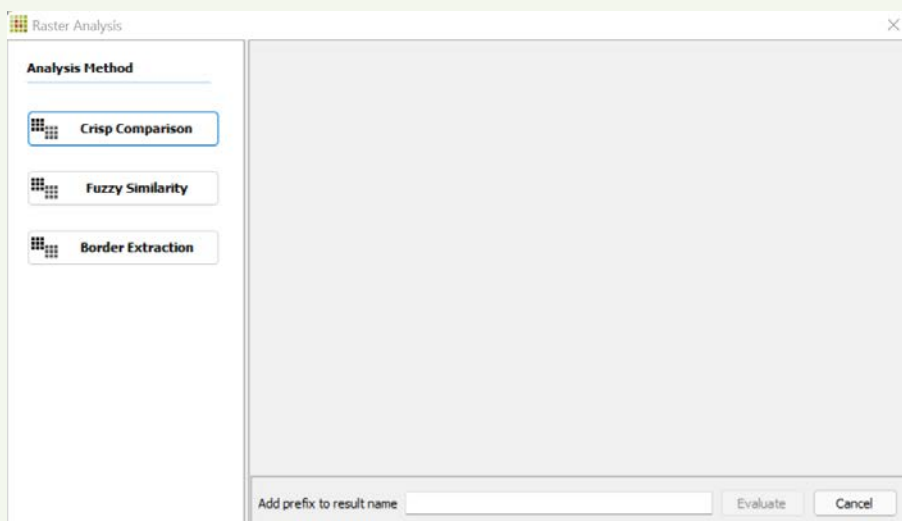 Raster Analysis
Analysis Method
Crisp Comparison
Fuzzy Similarity
Border Extraction
Add prefix to result name
Evaluate
Cancel